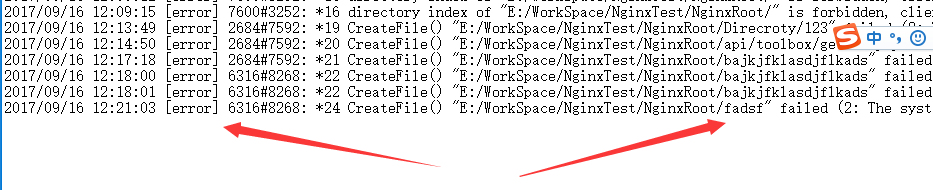 2017/09/16 12:09:15 [error] 7600#3252: *16 directory index of "E:/WorkSpace/NginxTest/NginxRoot/" is forbidden, clie
2017/09/16 12:13:49 [error] 2684#7592: *19 CreateFile() "E:/WorkSpace/NginxTest/NginxRoot/Direcroty/123"
2017/09/16 12:14:50 [error] 2684#7592: *20 CreateFile() "E:/WorkSpace/NginxTest/NginxRoot/api/toolbox/ge
2017/09/16 12:17:18 [error] 2684#7592: *21 CreateFile() "E:/WorkSpace/NginxTest/NginxRoot/bajkjfklasdjflkads" failed
2017/09/16 12:18:00 [error] 6316#8268: *22 CreateFile() "E:/WorkSpace/NginxTest/NginxRoot/bajkjfklasdjflkads" failed
2017/09/16 12:18:01 [error] 6316#8268: *22 CreateFile() "E:/WorkSpace/NginxTest/NginxRoot/bajkjfklasdjflkads" failed
2017/09/16 12:21:03 [error] 6316#8268: *24 CreateFile() "E:/WorkSpace/NginxTest/NginxRoot/fadsf" failed (2: The syst
S 中